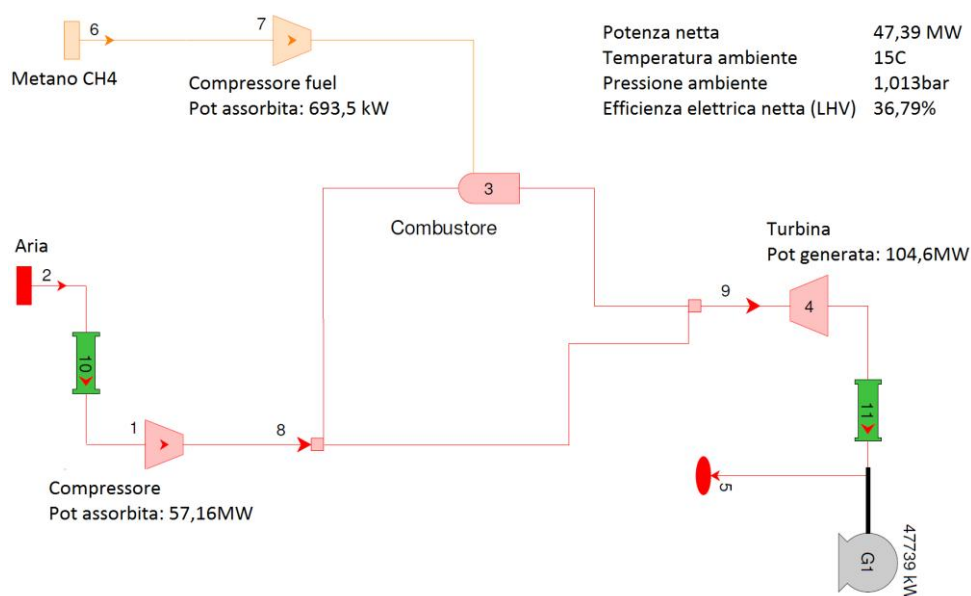 6
Metano CH4
7
Compressore fuel
Pot assorbita: 693,5 kW
Potenza netta 47,39 MW
Temperatura ambiente 15C
Pressione ambiente 1,013bar
Efficienza elettrica netta (LHV) 36,79%
3
Combustore
Aria
2
10
1
8
Compressore
Pot assorbita: 57,16MW
Turbina
Pot generata: 104,6MW
9
4
11
5
G1
47739 kW